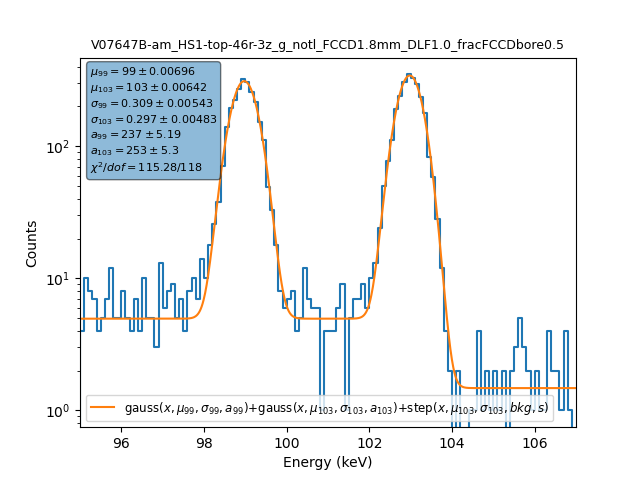 V07647B-am_HS1-top-46r-3z_g_notl_FCCD1.8mm_DLF1.0_fracFCCDbore0.5
μ₉₉ = 99 ± 0.00696
μ₁₀₃ = 103 ± 0.00642
σ₉₉ = 0.309 ± 0.00543
σ₁₀₃ = 0.297 ± 0.00483
a₉₉ = 237 ± 5.19
a₁₀₃ = 253 ± 5.3
χ²/dof = 115.28/118
10²
10¹
10⁰
Counts
gauss(x, μ₉₉, σ₉₉, a₉₉)+gauss(x, μ₁₀₃, σ₁₀₃, a₁₀₃)+step(x, μ₁₀₃, σ₁₀₃, bkg, s)
96 98 100 102 104 106
Energy (keV)